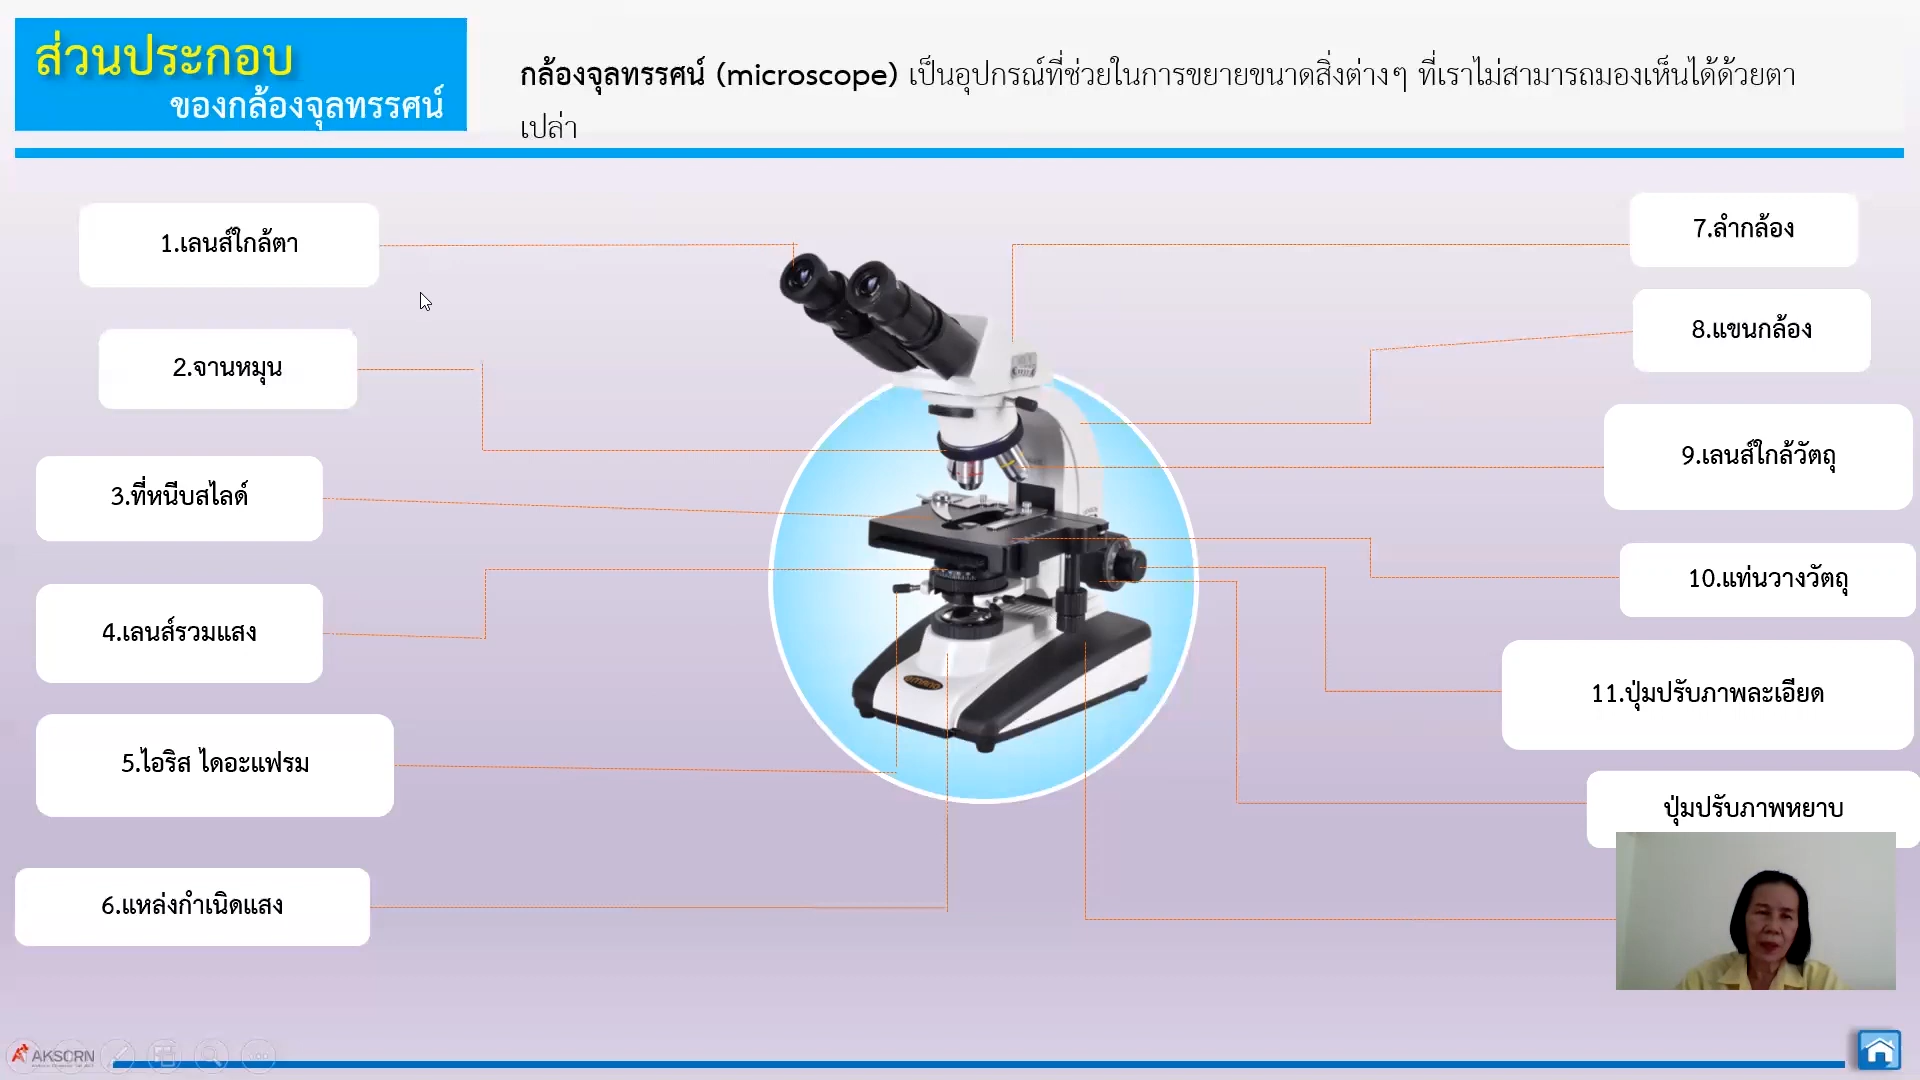 ส่วนประกอบ
ของกล้องจุลทรรศน์
กล้องจุลทรรศน์ (microscope) เป็นอุปกรณ์ที่ช่วยในการขยายขนาดสิ่งต่างๆ ที่เราไม่สามารถมองเห็นได้ด้วยตา
เปล่า
1.เลนส์ใกล้ตา
2.จานหมุน
3.ที่หนีบสไลด์
4.เลนส์รวมแสง
5.ไอริส ไดอะแฟรม
6.แหล่งกำเนิดแสง
7.ลำกล้อง
8.แขนกล้อง
9.เลนส์ใกล้วัตถุ
10.แท่นวางวัตถุ
11.ปุ่มปรับภาพละเอียด
ปุ่มปรับภาพหยาบ
AKSORN